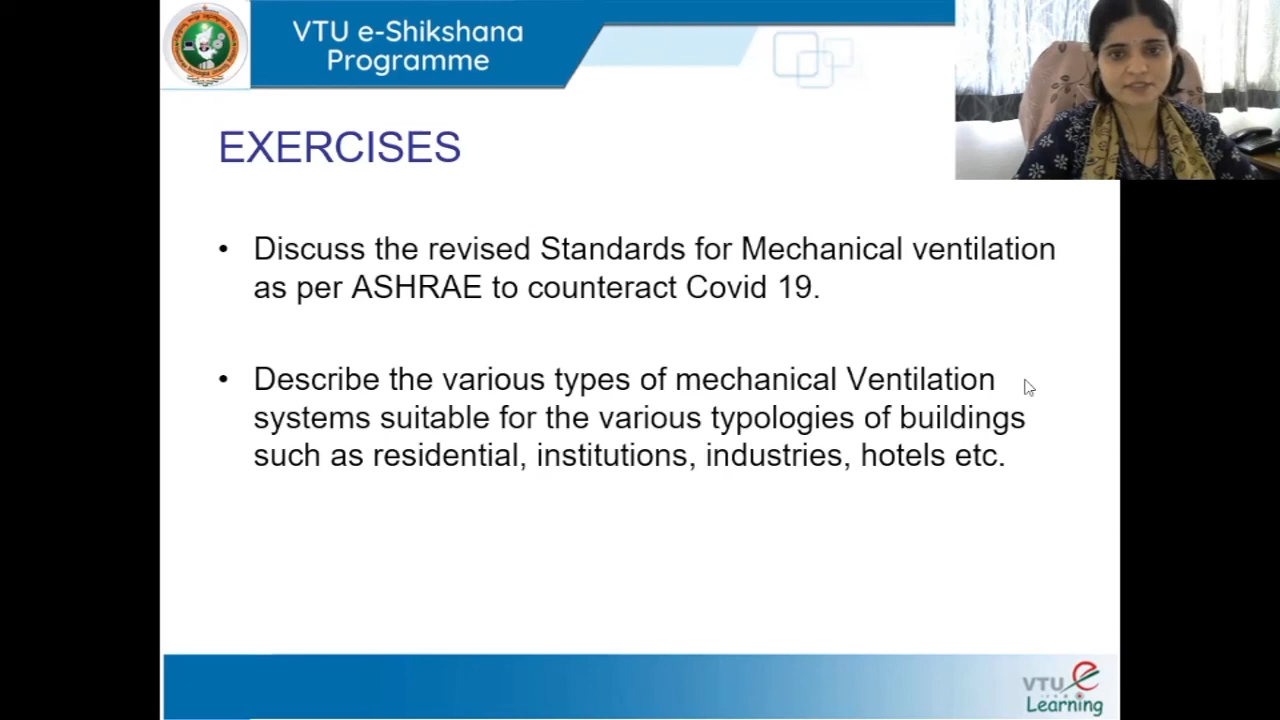 VTU e-Shikshana
Programme
EXERCISES
• Discuss the revised Standards for Mechanical ventilation
as per ASHRAE to counteract Covid 19.
• Describe the various types of mechanical Ventilation
systems suitable for the various typologies of buildings
such as residential, institutions, industries, hotels etc.
VTU e
Learning